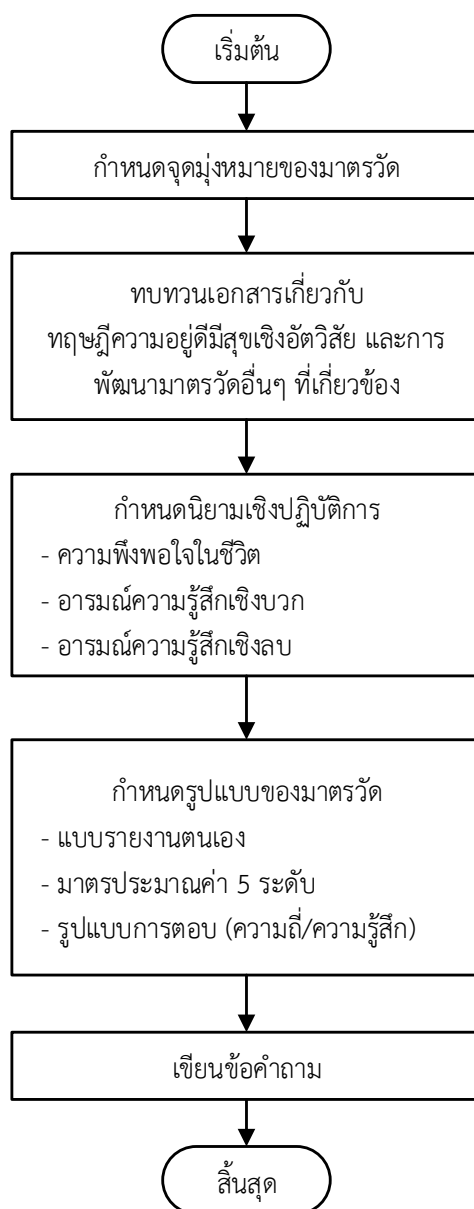 เริ่มต้น
กำหนดจุดมุ่งหมายของมาตรวัด
ทบทวนเอกสารเกี่ยวกับ
ทฤษฎีความอยู่ดีมีสุขเชิงอัตวิสัย และการ
พัฒนามาตรวัดอื่นๆ ที่เกี่ยวข้อง
กำหนดนิยามเชิงปฏิบัติการ
- ความพึงพอใจในชีวิต
- อารมณ์ความรู้สึกเชิงบวก
- อารมณ์ความรู้สึกเชิงลบ
กำหนดรูปแบบของมาตรวัด
- แบบรายงานตนเอง
- มาตรประมาณค่า 5 ระดับ
- รูปแบบการตอบ (ความถี่/ความรู้สึก)
เขียนข้อคำถาม
สิ้นสุด